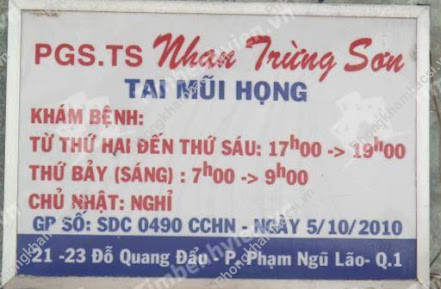 PGS.TS Nhan Trừng Sơn
TAI MŨI HỌNG
KHÁM BỆNH:
TỪ THỨ HAI ĐẾN THỨ SÁU: 17h00 -> 19h00
THỨ BẢY (SÁNG) : 7h00 -> 9h00
CHỦ NHẬT: NGHỈ
GP SỐ: SDC 0490 CCHN - NGÀY 5/10/2010
21 -23 Đỗ Quang Đẩu - P. Phạm Ngũ Lão- Q.1